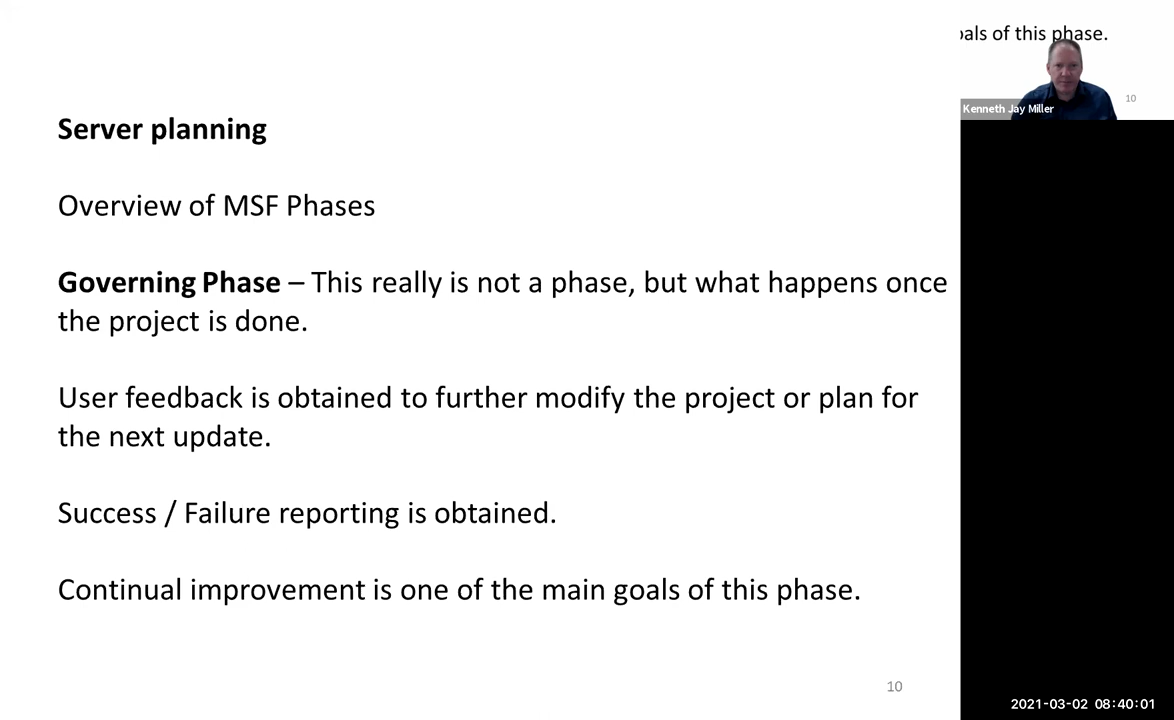 Server planning
Overview of MSF Phases
Governing Phase – This really is not a phase, but what happens once
the project is done.
User feedback is obtained to further modify the project or plan for
the next update.
Success / Failure reporting is obtained.
Continual improvement is one of the main goals of this phase.
10
oals of this phase.
10
Kenneth Jay Miller
2021-03-02 08:40:01